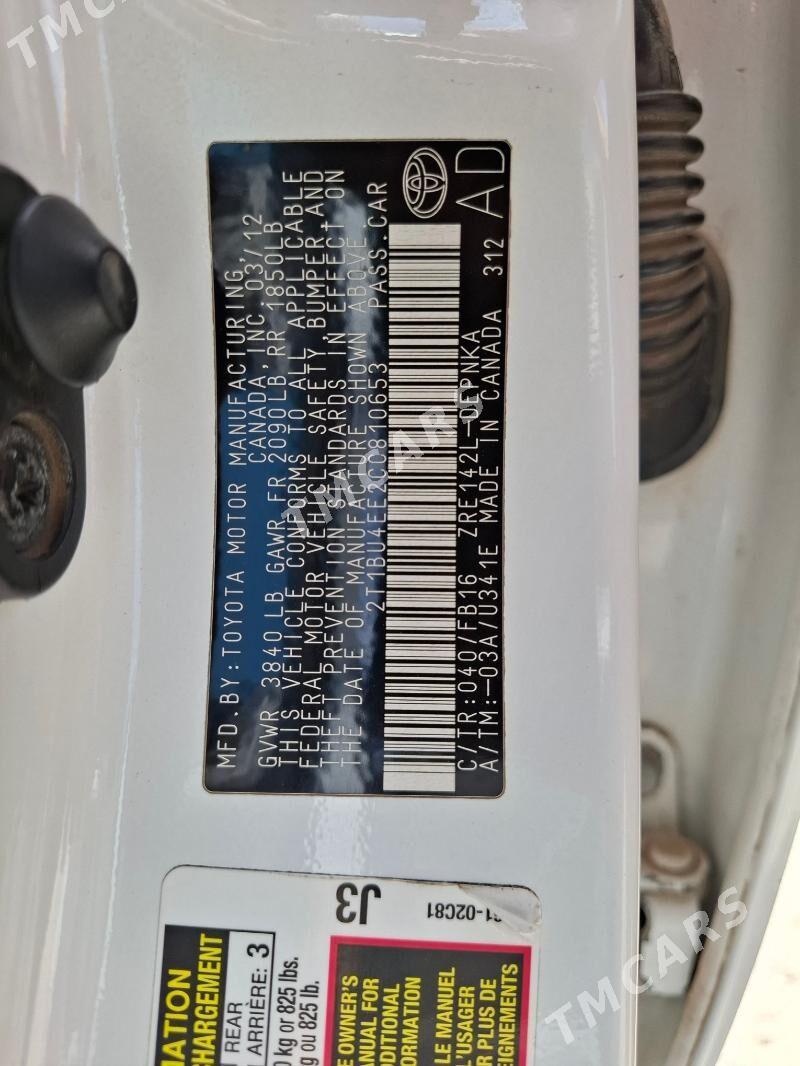 MFD. BY: TOYOTA MOTOR MANUFACTURING,
CANADA, INC. 03/12
GVWR 3840 LB GAWR FR 2090LB RR 1850LB
THIS VEHICLE CONFORMS TO ALL APPLICABLE
FEDERAL MOTOR VEHICLE SAFETY, BUMPER, AND
THEFT PREVENTION STANDARDS IN EFFECT ON
THE DATE OF MANUFACTURE SHOWN ABOVE.
2T1BU4EE2CC810653 PASS. CAR
C/TR: 040/FB16 ZRE142L-DEPNKA
A/TM: -03A/U341E MADE IN CANADA 312
AD
J3
02C81
CHARGEMENT
REAR
ARRIÈRE: 3
kg or 825 lbs.
ou 825 lb.
OWNER'S
FOR
LE MANUEL
L'USAGER
PLUS DE
TMCARS
TMCARS
TMCARS